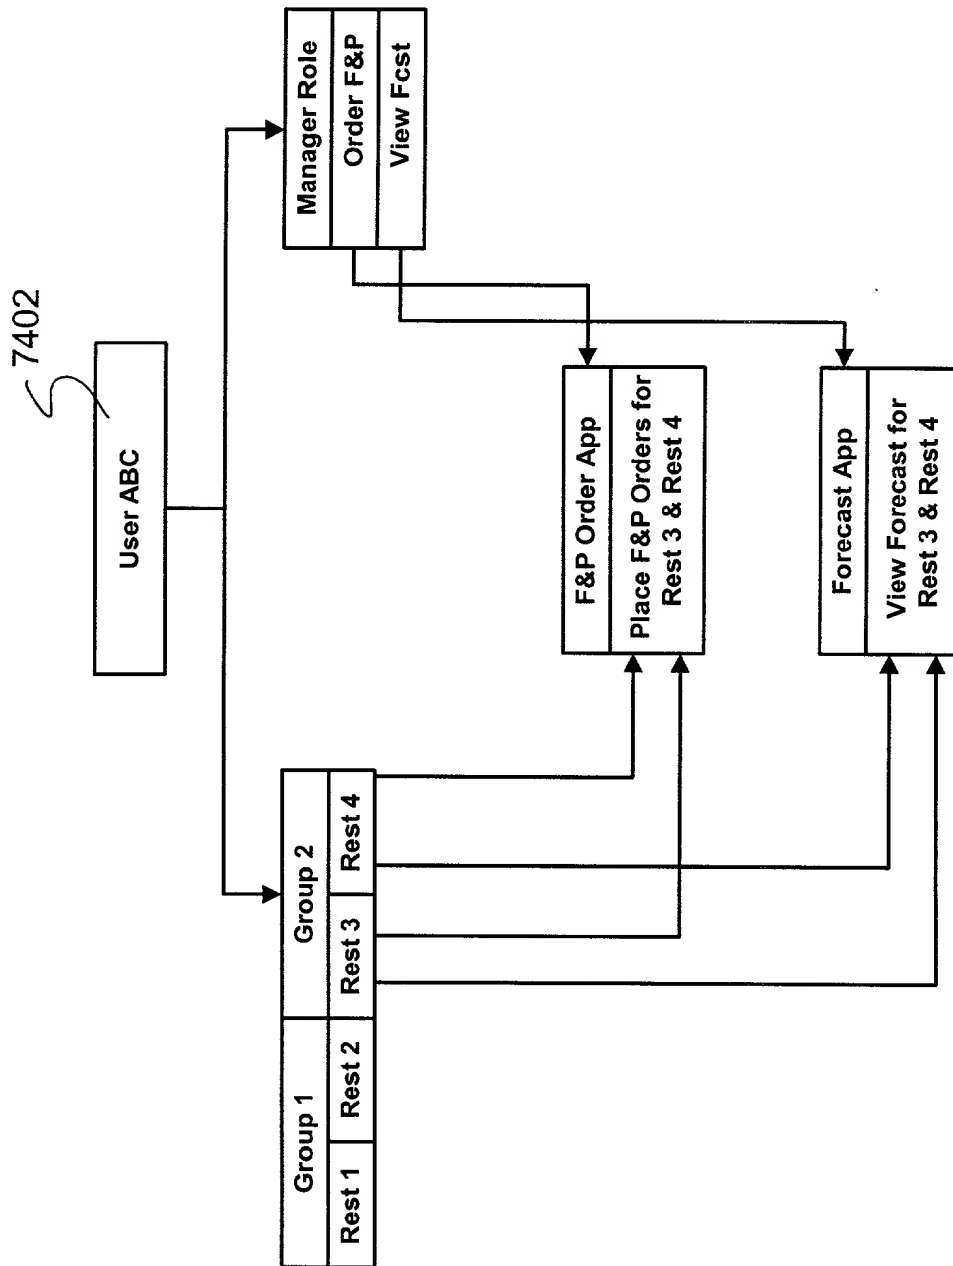 7402
User ABC
Group 1
Group 2
Rest 1
Rest 2
Rest 3
Rest 4
Manager Role
Order F&P
View Fcst
F&P Order App
Place F&P Orders for
Rest 3 & Rest 4
Forecast App
View Forecast for
Rest 3 & Rest 4